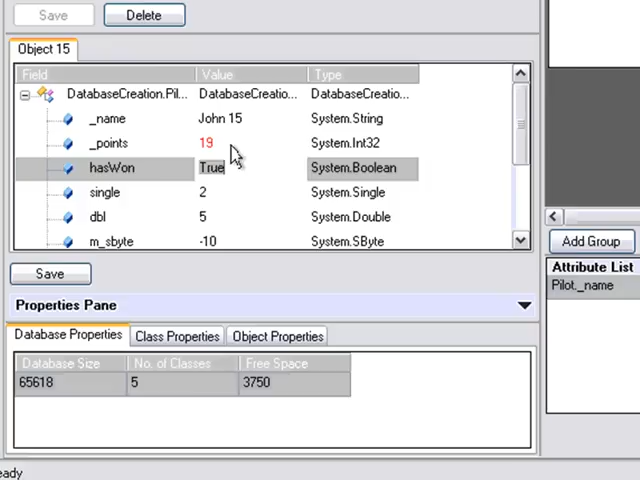 Save Delete
Object 15
Field Value Type
DatabaseCreation.Pil... DatabaseCreatio... DatabaseCreatio...
_name John 15 System.String
_points 19 System.Int32
hasWon True System.Boolean
single 2 System.Single
dbl 5 System.Double
m_sbyte -10 System.SByte
Save
Properties Pane
Database Properties Class Properties Object Properties
Database Size No. of Classes Free Space
65618 5 3750
Add Group
Attribute List
Pilot._name
eady